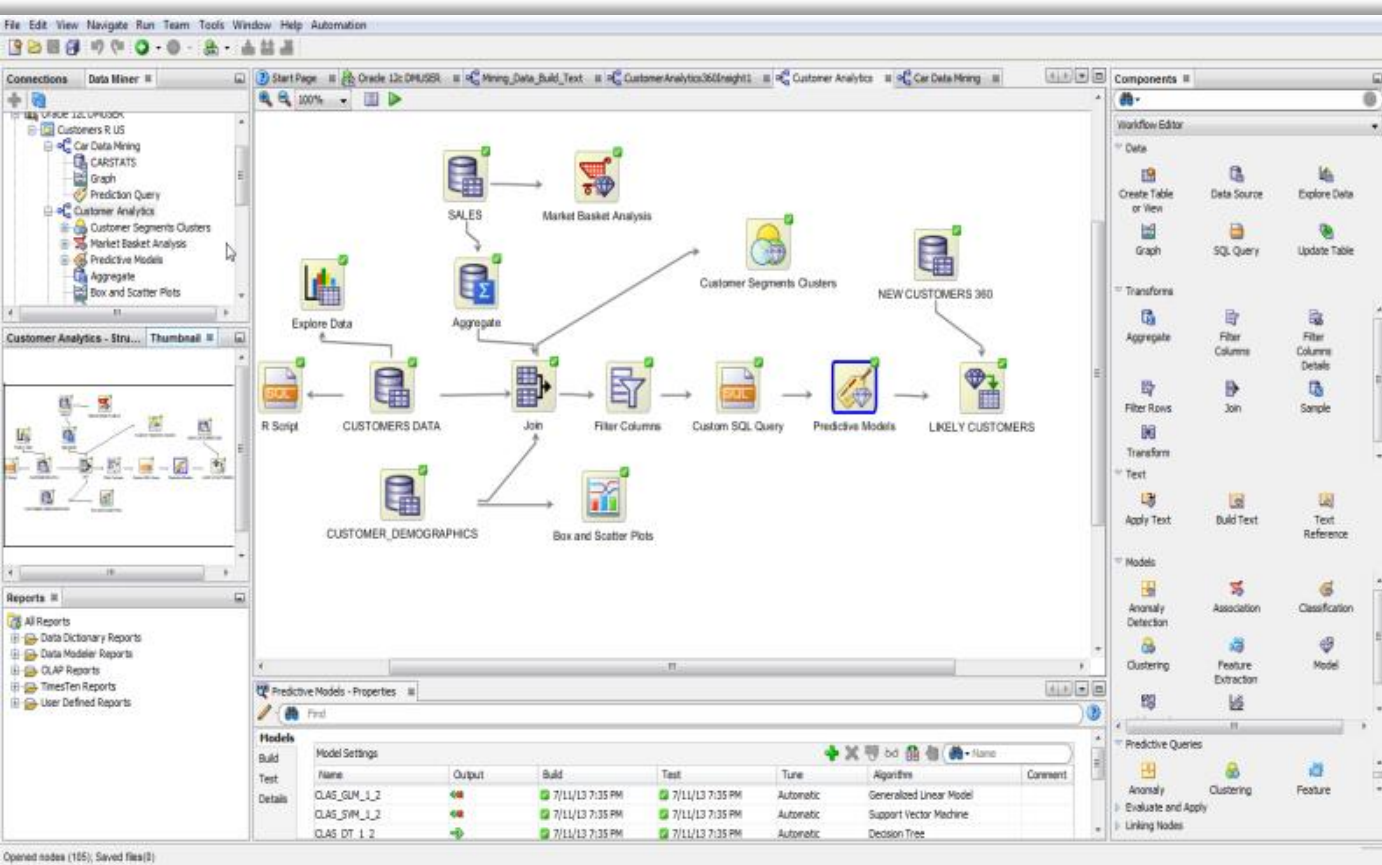 File Edit View Navigate Run Team Tools Window Help Automation
Connections Data Miner
Oracle 12c DMUSER
Customers R US
Car Data Mining
CARSTATS
Graph
Prediction Query
Customer Analytics
Customer Segments Clusters
Market Basket Analysis
Predictive Models
Aggregate
Box and Scatter Plots
Customer Analytics - Stru... Thumbnail
Reports
All Reports
Data Dictionary Reports
Data Modeler Reports
OLAP Reports
TimesTen Reports
User Defined Reports
Start Page Oracle 12c DMUSER Mining_Data_Build_Text CustomerAnalytics360Insight1 Customer Analytics Car Data Mining
100%
SALES
Market Basket Analysis
Customer Segments Clusters
NEW CUSTOMERS 360
Explore Data
Aggregate
SQL
SQL
R Script
CUSTOMERS DATA
Join
Filter Columns
Custom SQL Query
Predictive Models
LIKELY CUSTOMERS
CUSTOMER_DEMOGRAPHICS
Box and Scatter Plots
Predictive Models - Properties
Find
Models
Build
Test
Details
Model Settings
Name
Name Output Build Test Tune Algorithm Comment
CLAS_GLM_1_2 7/11/13 7:35 PM 7/11/13 7:35 PM Automatic Generalized Linear Model
CLAS_SVM_1_2 7/11/13 7:35 PM 7/11/13 7:35 PM Automatic Support Vector Machine
CLAS_DT_1_2 7/11/13 7:35 PM 7/11/13 7:35 PM Automatic Decision Tree
Components
Workflow Editor
Data
Create Table
or View
Data Source
Explore Data
Graph
SQL Query
Update Table
Transforms
Aggregate
Filter
Columns
Filter
Columns
Details
Filter Rows
Join
Sample
Transform
Text
Apply Text
Build Text
Text
Reference
Models
Anomaly
Detection
Association
Classification
Clustering
Feature
Extraction
Model
Predictive Queries
Anomaly
Clustering
Feature
Evaluate and Apply
Linking Nodes
Opened nodes (105); Saved files(0)